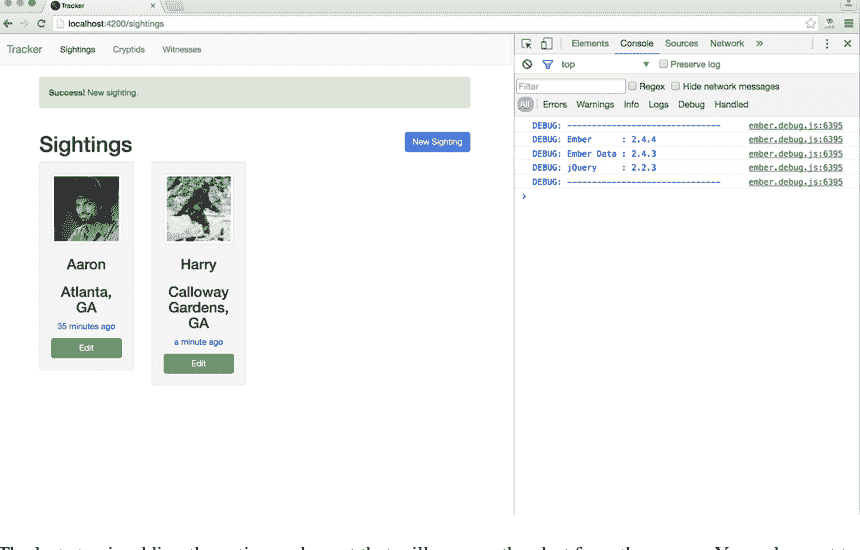 Tracker
localhost:4200/sightings
Tracker Sightings Cryptids Witnesses
Success! New sighting.
Sightings
New Sighting
Aaron
Atlanta,
GA
35 minutes ago
Edit
Harry
Calloway
Gardens,
GA
a minute ago
Edit
Elements Console Sources Network »
top Preserve log
Filter Regex Hide network messages
All Errors Warnings Info Logs Debug Handled
DEBUG: ------------------------------- ember.debug.js:6395
DEBUG: Ember : 2.4.4 ember.debug.js:6395
DEBUG: Ember Data : 2.4.3 ember.debug.js:6395
DEBUG: jQuery : 2.2.3 ember.debug.js:6395
DEBUG: ------------------------------- ember.debug.js:6395
>